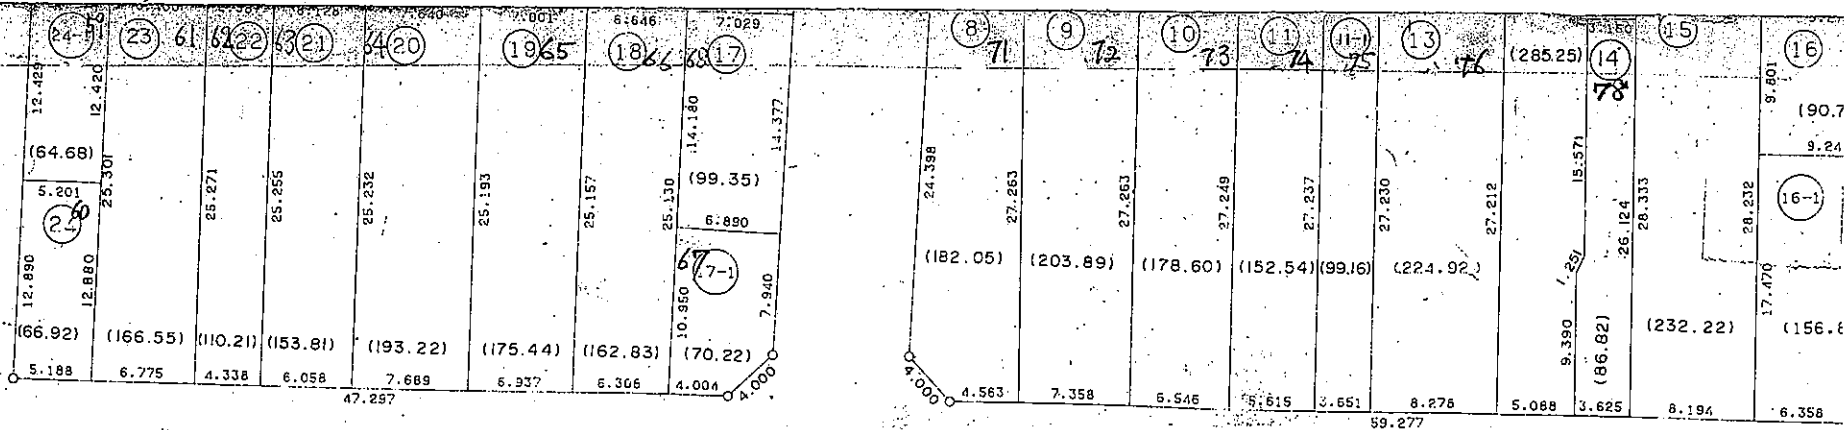 7.001 6.646 7.029
24-1 23 61 62 22 63 21 64 20 19 65 18 66 68 17 8 71 9 72 10 73 11 74 11-1 75 13 76 (285.25) 14 15 16
78
12.429 12.420 14.180 14.377 9.801
(90.7
(64.68) 9.24
5.201 25.301 25.271 25.255 25.232 25.193 25.157 25.130 (99.35) 24.398 27.263 27.263 27.249 27.237 27.230 27.212 15.571 26.124 28.333 28.232 16-1
60 6.890
12.890 12.880 67 17-1 (182.05) (203.89) (178.60) (152.54) (99.16) (224.92) 1.251
10.950 7.940 17.470
(66.92) (166.55) (110.21) (153.81) (193.22) (175.44) (162.83) (70.22) 9.390 (86.82) (232.22) (156.8
5.188 6.775 4.338 6.058 7.689 6.937 6.306 4.004 4.000 4.000 4.563 7.358 6.546 5.615 3.651 8.276 5.088 3.625 8.194 6.358
47.297 59.277